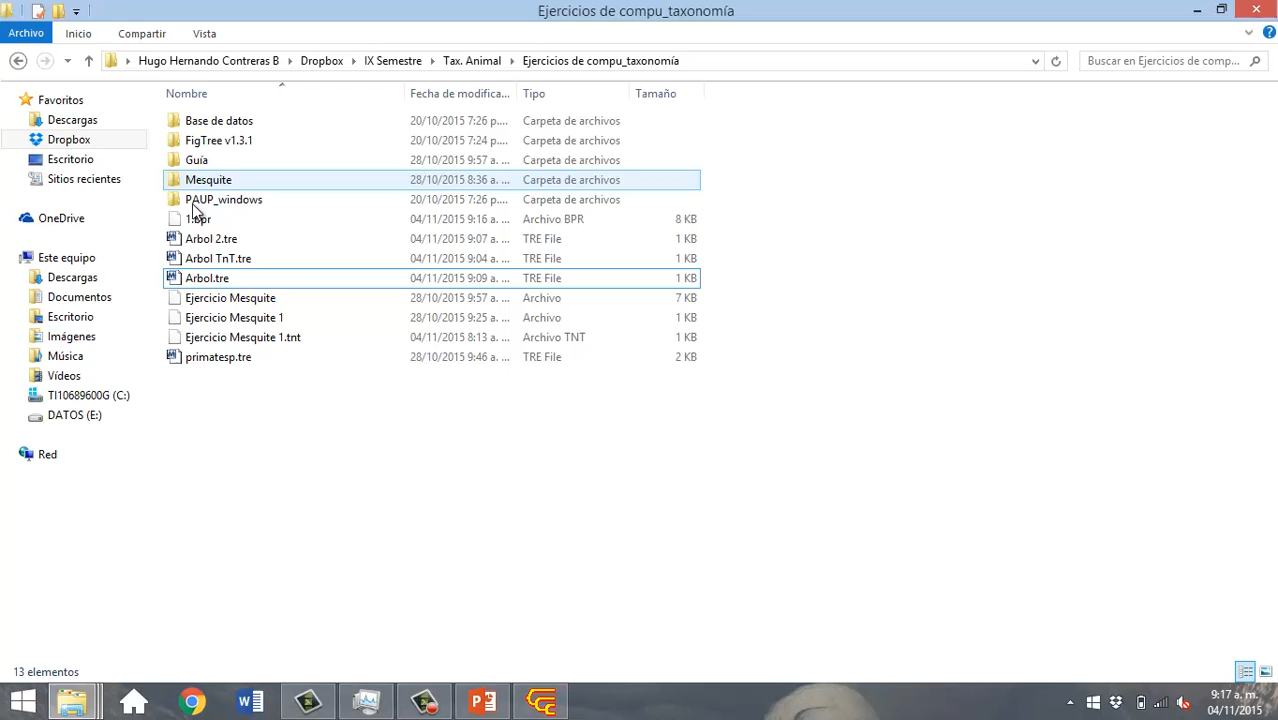 Ejercicios de compu_taxonomía
Archivo Inicio Compartir Vista
Hugo Hernando Contreras B Dropbox IX Semestre Tax. Animal Ejercicios de compu_taxonomía Buscar en Ejercicios de comp...
Nombre Fecha de modifica... Tipo Tamaño
Favoritos
Descargas
Dropbox
Escritorio
Sitios recientes
OneDrive
Este equipo
Descargas
Documentos
Escritorio
Imágenes
Música
Vídeos
TI10689600G (C:)
DATOS (E:)
Red
Base de datos 20/10/2015 7:26 p.... Carpeta de archivos
FigTree v1.3.1 20/10/2015 7:24 p.... Carpeta de archivos
Guía 28/10/2015 9:57 a. ... Carpeta de archivos
Mesquite 28/10/2015 8:36 a. ... Carpeta de archivos
PAUP_windows 20/10/2015 7:26 p.... Carpeta de archivos
1.bpr 04/11/2015 9:16 a. ... Archivo BPR 8 KB
Arbol 2.tre 04/11/2015 9:07 a. ... TRE File 1 KB
Arbol TnT.tre 04/11/2015 9:04 a. ... TRE File 1 KB
Arbol.tre 04/11/2015 9:09 a. ... TRE File 1 KB
Ejercicio Mesquite 28/10/2015 9:57 a. ... Archivo 7 KB
Ejercicio Mesquite 1 28/10/2015 9:25 a. ... Archivo 1 KB
Ejercicio Mesquite 1.tnt 04/11/2015 8:13 a. ... Archivo TNT 1 KB
primatesp.tre 28/10/2015 9:46 a. ... TRE File 2 KB
13 elementos
9:17 a. m.
04/11/2015